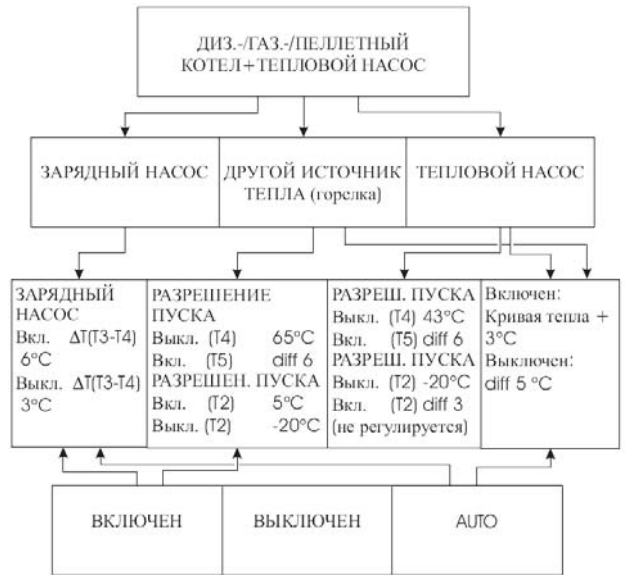 ДИЗ.-/ГАЗ.-/ПЕЛЛЕТНЫЙ
КОТЕЛ+ТЕПЛОВОЙ НАСОС
ЗАРЯДНЫЙ НАСОС
ДРУГОЙ ИСТОЧНИК
ТЕПЛА (горелка)
ТЕПЛОВОЙ НАСОС
ЗАРЯДНЫЙ
НАСОС
Вкл. ΔT(T3-T4)
6°C
Выкл. ΔT(T3-T4)
3°C
РАЗРЕШЕНИЕ
ПУСКА
Выкл. (T4) 65°C
Вкл. (T5) diff 6
РАЗРЕШЕН. ПУСКА
Вкл. (T2) 5°C
Выкл. (T2) -20°C
РАЗРЕШ. ПУСКА
Выкл. (T4) 43°C
Вкл. (T5) diff 6
РАЗРЕШ. ПУСКА
Выкл. (T2) -20°C
Вкл. (T2) diff 3
(не регулируется)
Включен:
Кривая тепла +
3°C
Выключен:
diff 5 °C
ВКЛЮЧЕН
ВЫКЛЮЧЕН
AUTO